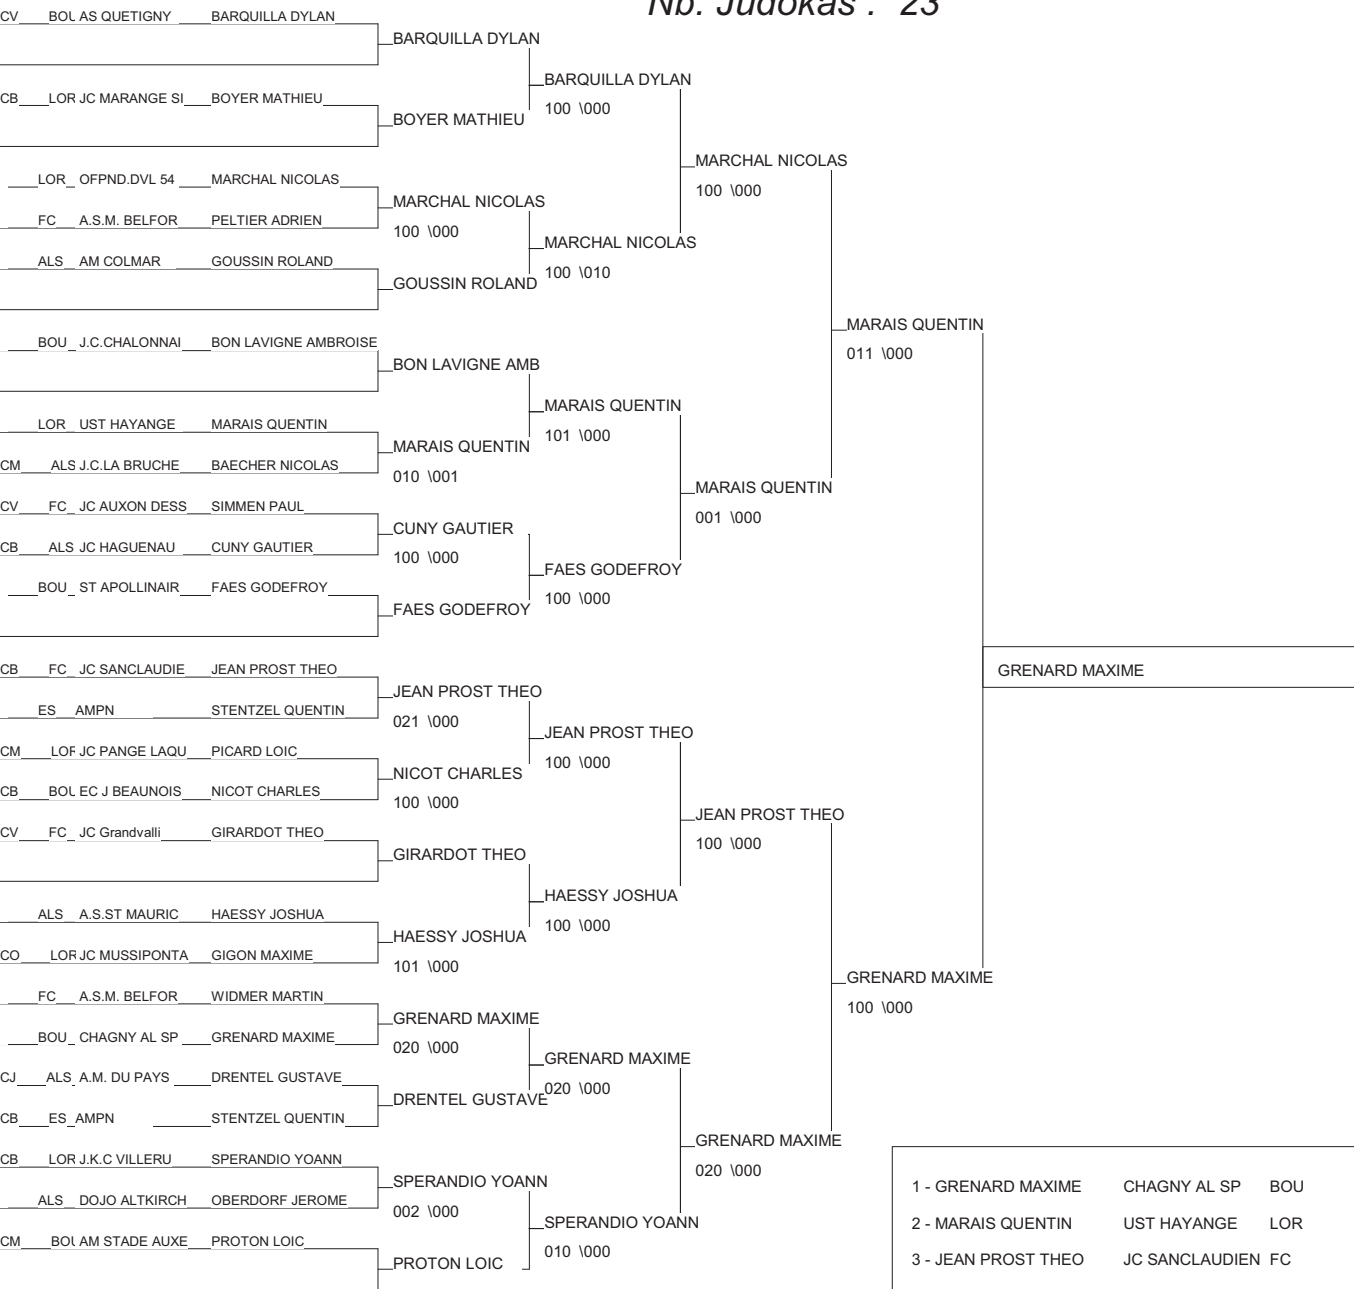 Nb. Judokas : 23
CV BOU AS QUETIGNY BARQUILLA DYLAN
BARQUILLA DYLAN
BARQUILLA DYLAN
100 \000
CB LOR JC MARANGE SI BOYER MATHIEU
BOYER MATHIEU
MARCHAL NICOLAS
100 \000
LOR OFPND.DVL 54 MARCHAL NICOLAS
MARCHAL NICOLAS
100 \000
FC A.S.M. BELFOR PELTIER ADRIEN
MARCHAL NICOLAS
100 \010
ALS AM COLMAR GOUSSIN ROLAND
GOUSSIN ROLAND
MARAIS QUENTIN
011 \000
BOU J.C.CHALONNAI BON LAVIGNE AMBROISE
BON LAVIGNE AMB
MARAIS QUENTIN
101 \000
LOR UST HAYANGE MARAIS QUENTIN
MARAIS QUENTIN
010 \001
CM ALS J.C.LA BRUCHE BAECHER NICOLAS
MARAIS QUENTIN
001 \000
CV FC JC AUXON DESS SIMMEN PAUL
CUNY GAUTIER
100 \000
CB ALS JC HAGUENAU CUNY GAUTIER
FAES GODEFROY
100 \000
BOU ST APOLLINAIR FAES GODEFROY
FAES GODEFROY
GRENARD MAXIME
CB FC JC SANCLAUDIE JEAN PROST THEO
JEAN PROST THEO
021 \000
ES AMPN STENTZEL QUENTIN
JEAN PROST THEO
100 \000
CM LOR JC PANGE LAQU PICARD LOIC
NICOT CHARLES
100 \000
CB BOU EC J BEAUNOIS NICOT CHARLES
JEAN PROST THEO
100 \000
CV FC JC Grandvalli GIRARDOT THEO
GIRARDOT THEO
HAESSY JOSHUA
100 \000
ALS A.S.ST MAURIC HAESSY JOSHUA
HAESSY JOSHUA
101 \000
CO LOR JC MUSSIPONTA GIGON MAXIME
GRENARD MAXIME
100 \000
FC A.S.M. BELFOR WIDMER MARTIN
GRENARD MAXIME
020 \000
BOU CHAGNY AL SP GRENARD MAXIME
GRENARD MAXIME
020 \000
CJ ALS A.M. DU PAYS DRENTEL GUSTAVE
DRENTEL GUSTAVE
CB ES AMPN STENTZEL QUENTIN
GRENARD MAXIME
020 \000
CB LOR J.K.C VILLERU SPERANDIO YOANN
SPERANDIO YOANN
002 \000
ALS DOJO ALTKIRCH OBERDORF JEROME
SPERANDIO YOANN
010 \000
CM BOU AM STADE AUXE PROTON LOIC
PROTON LOIC
1 - GRENARD MAXIME CHAGNY AL SP BOU
2 - MARAIS QUENTIN UST HAYANGE LOR
3 - JEAN PROST THEO JC SANCLAUDIEN FC